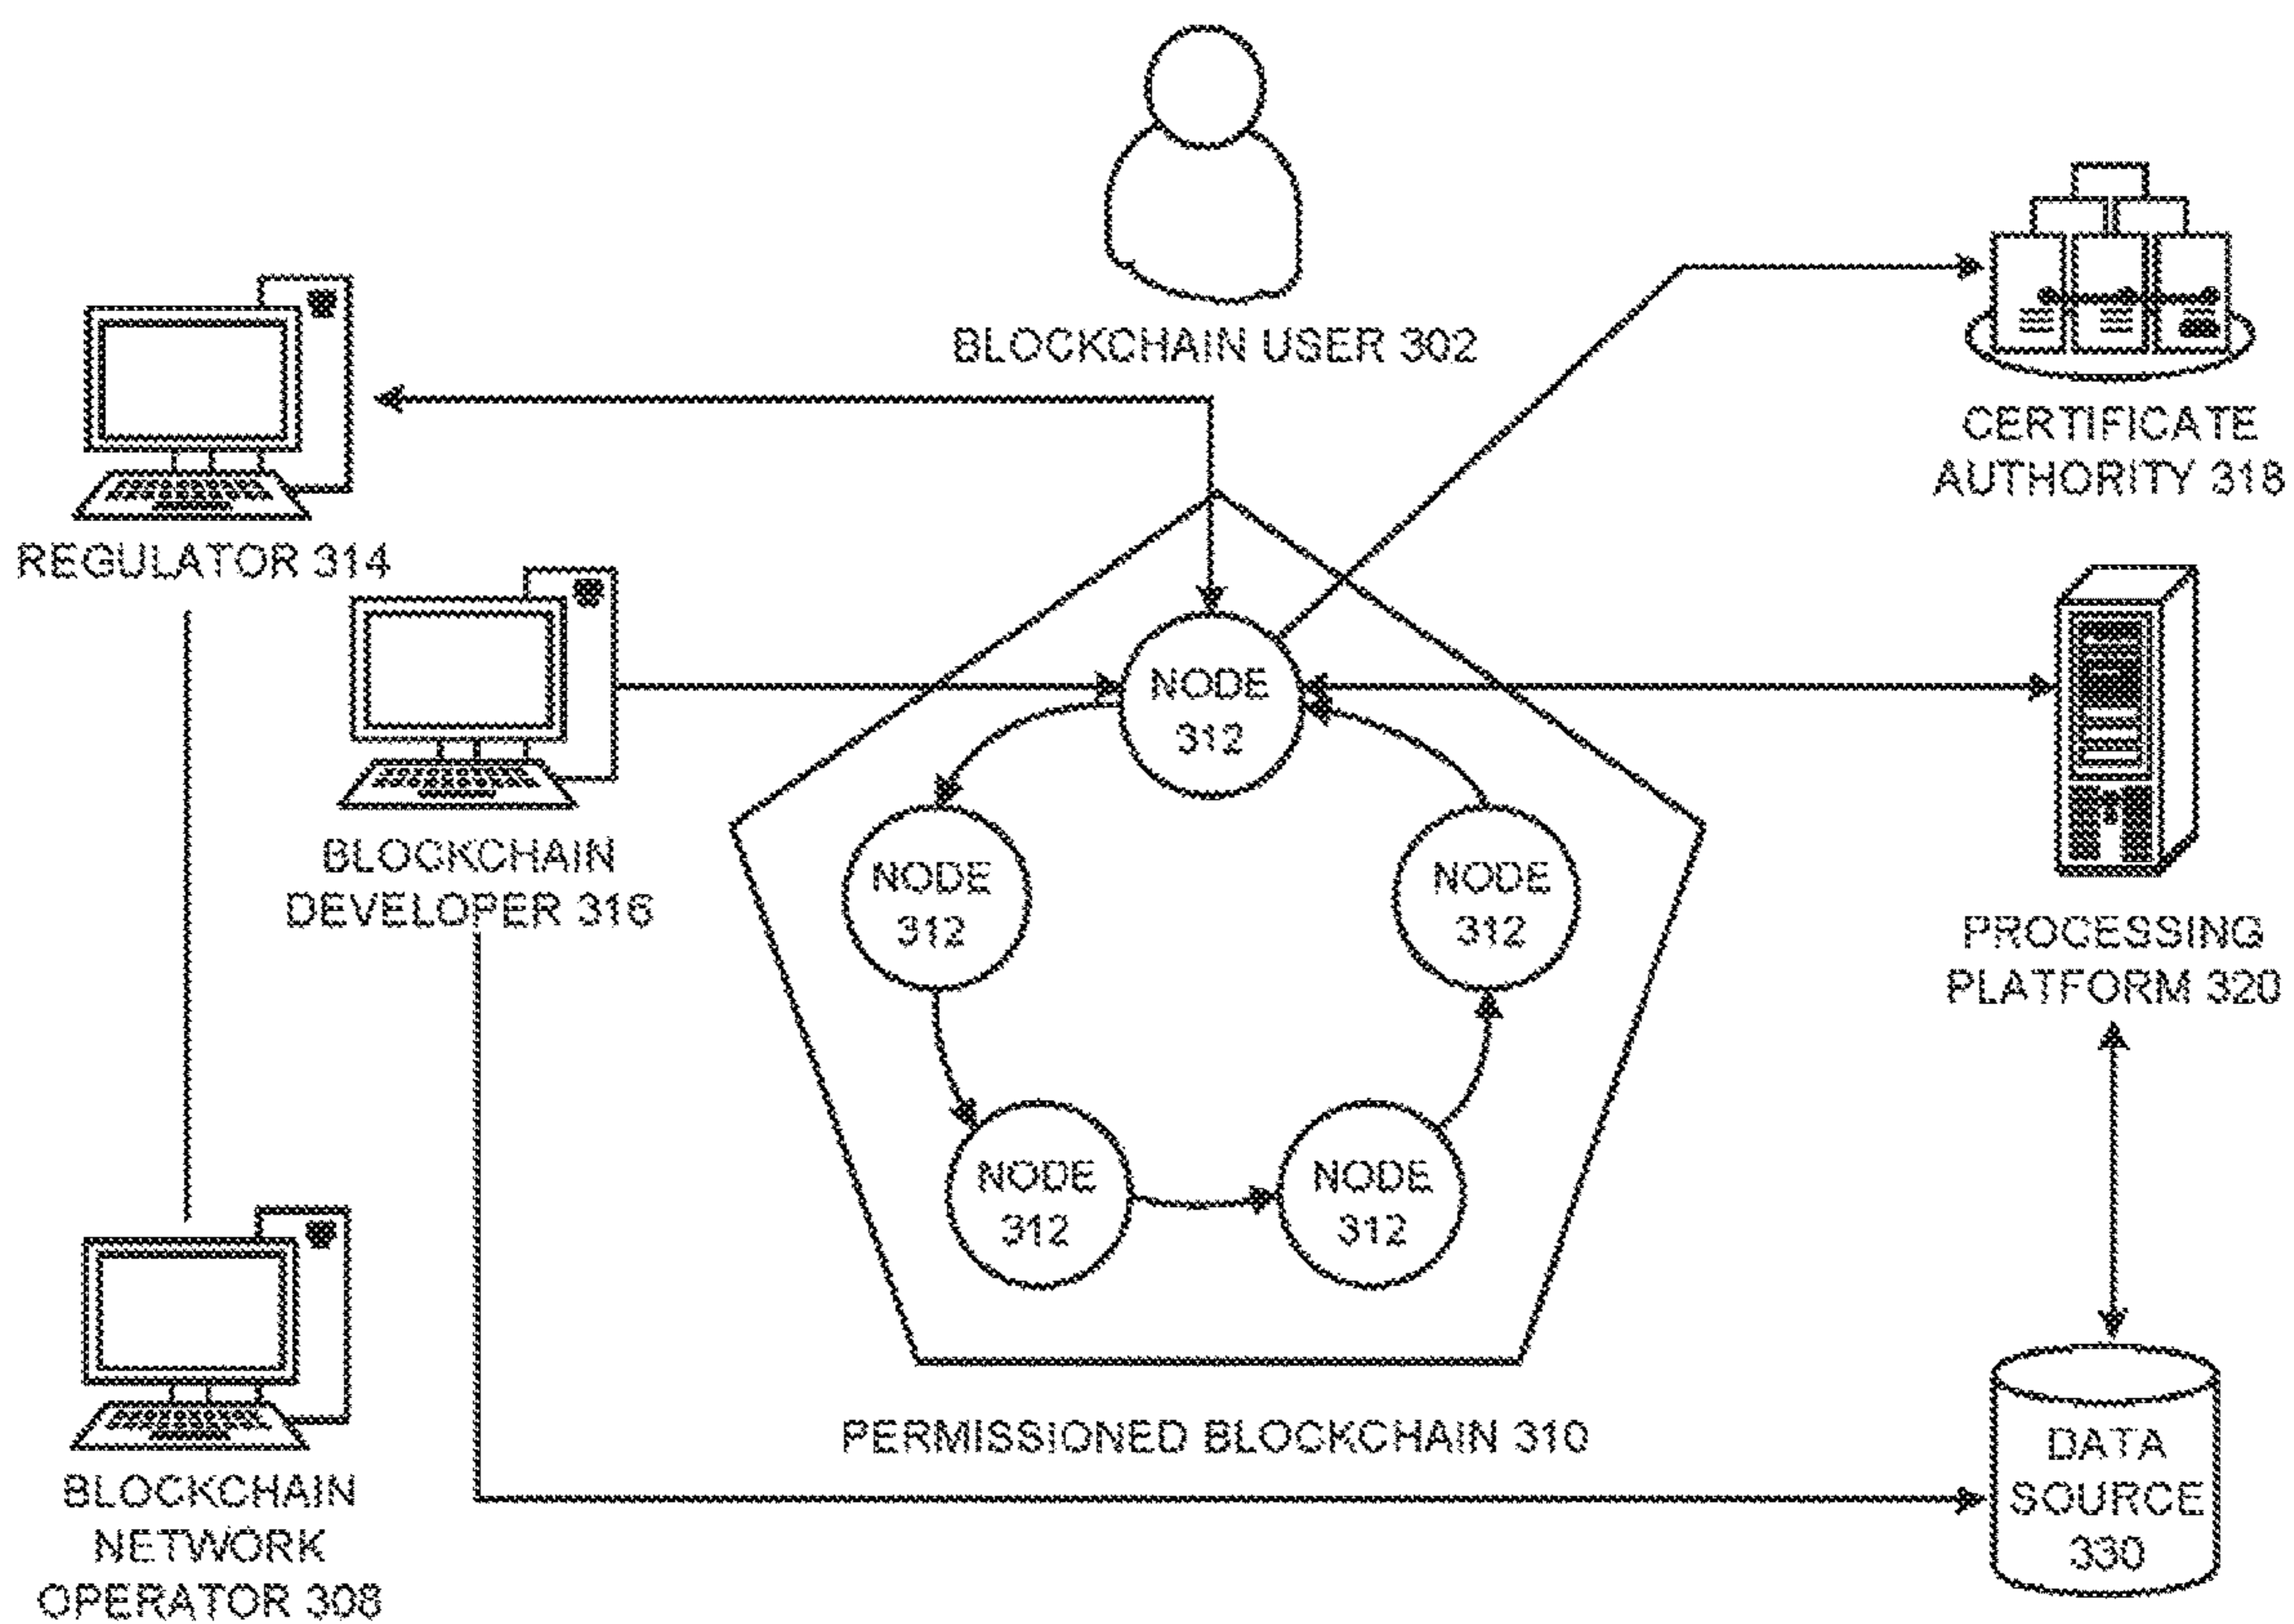 BLOCKCHAIN USER 302
CERTIFICATE
AUTHORITY 318
REGULATOR 314
BLOCKCHAIN
DEVELOPER 316
NODE
312
NODE
312
NODE
312
NODE
312
NODE
312
PROCESSING
PLATFORM 320
PERMISSIONED BLOCKCHAIN 310
BLOCKCHAIN
NETWORK
OPERATOR 308
DATA
SOURCE
330